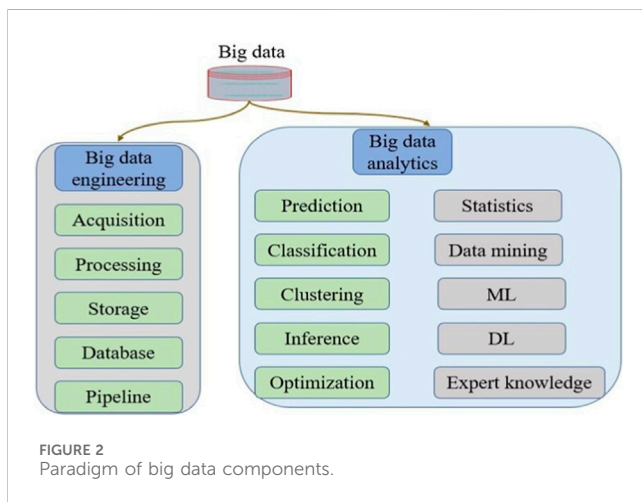 Big data
Big data
engineering
Acquisition
Processing
Storage
Database
Pipeline
Big data
analytics
Prediction
Statistics
Classification
Data mining
Clustering
ML
Inference
DL
Optimization
Expert knowledge
FIGURE 2
Paradigm of big data components.